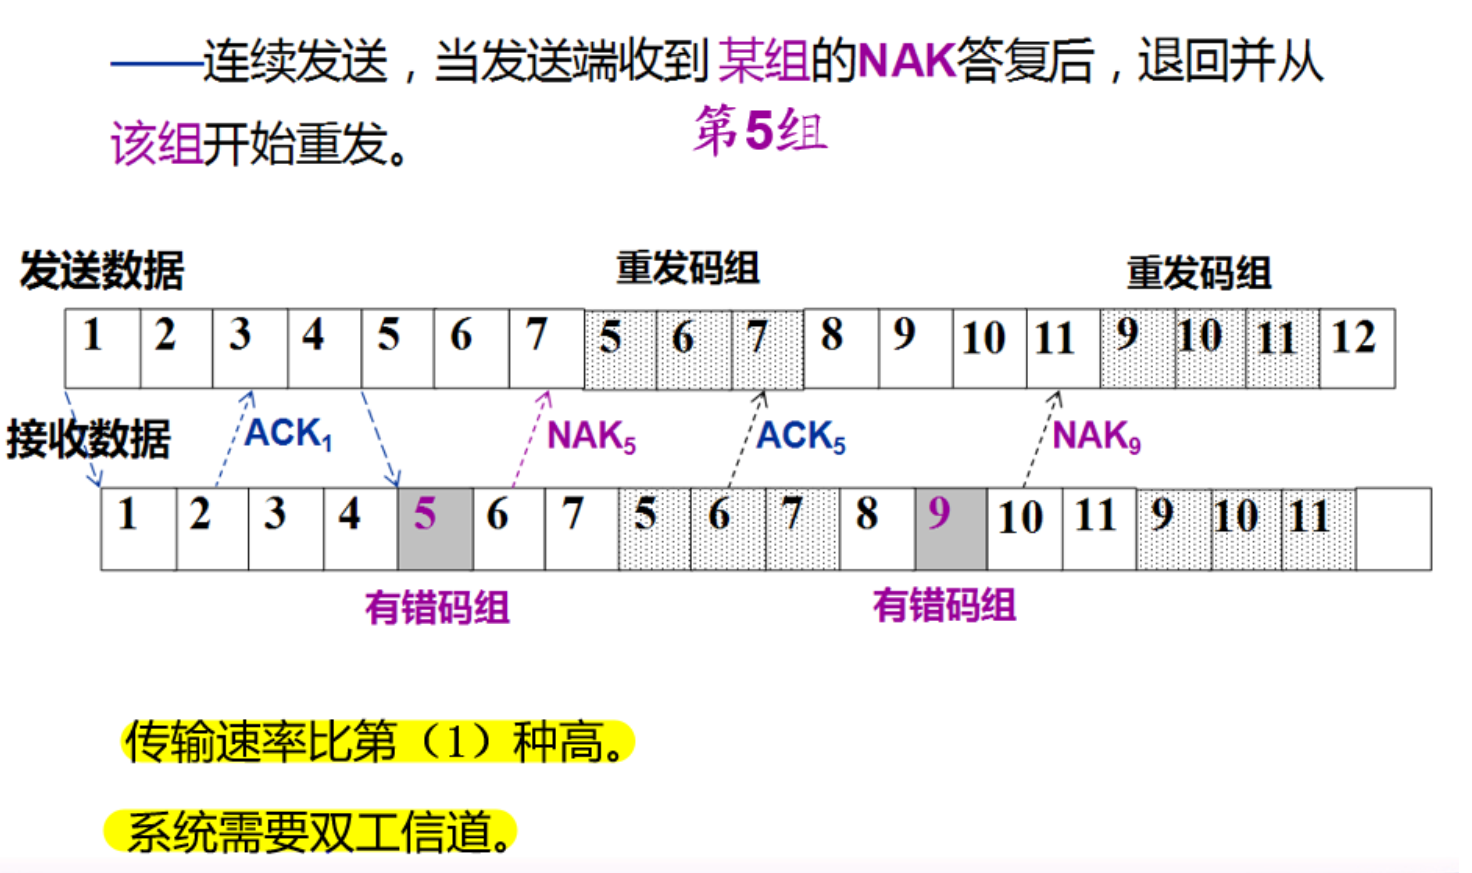 ——连续发送，当发送端收到 某组的NAK答复后，退回并从
该组开始重发。
第5组
发送数据
重发码组
重发码组
1 2 3 4 5 6 7 5 6 7 8 9 10 11 9 10 11 12
接收数据
ACK1
NAK5
ACK5
NAK9
1 2 3 4 5 6 7 5 6 7 8 9 10 11 9 10 11
有错码组
有错码组
传输速率比第（1）种高。
系统需要双工信道。